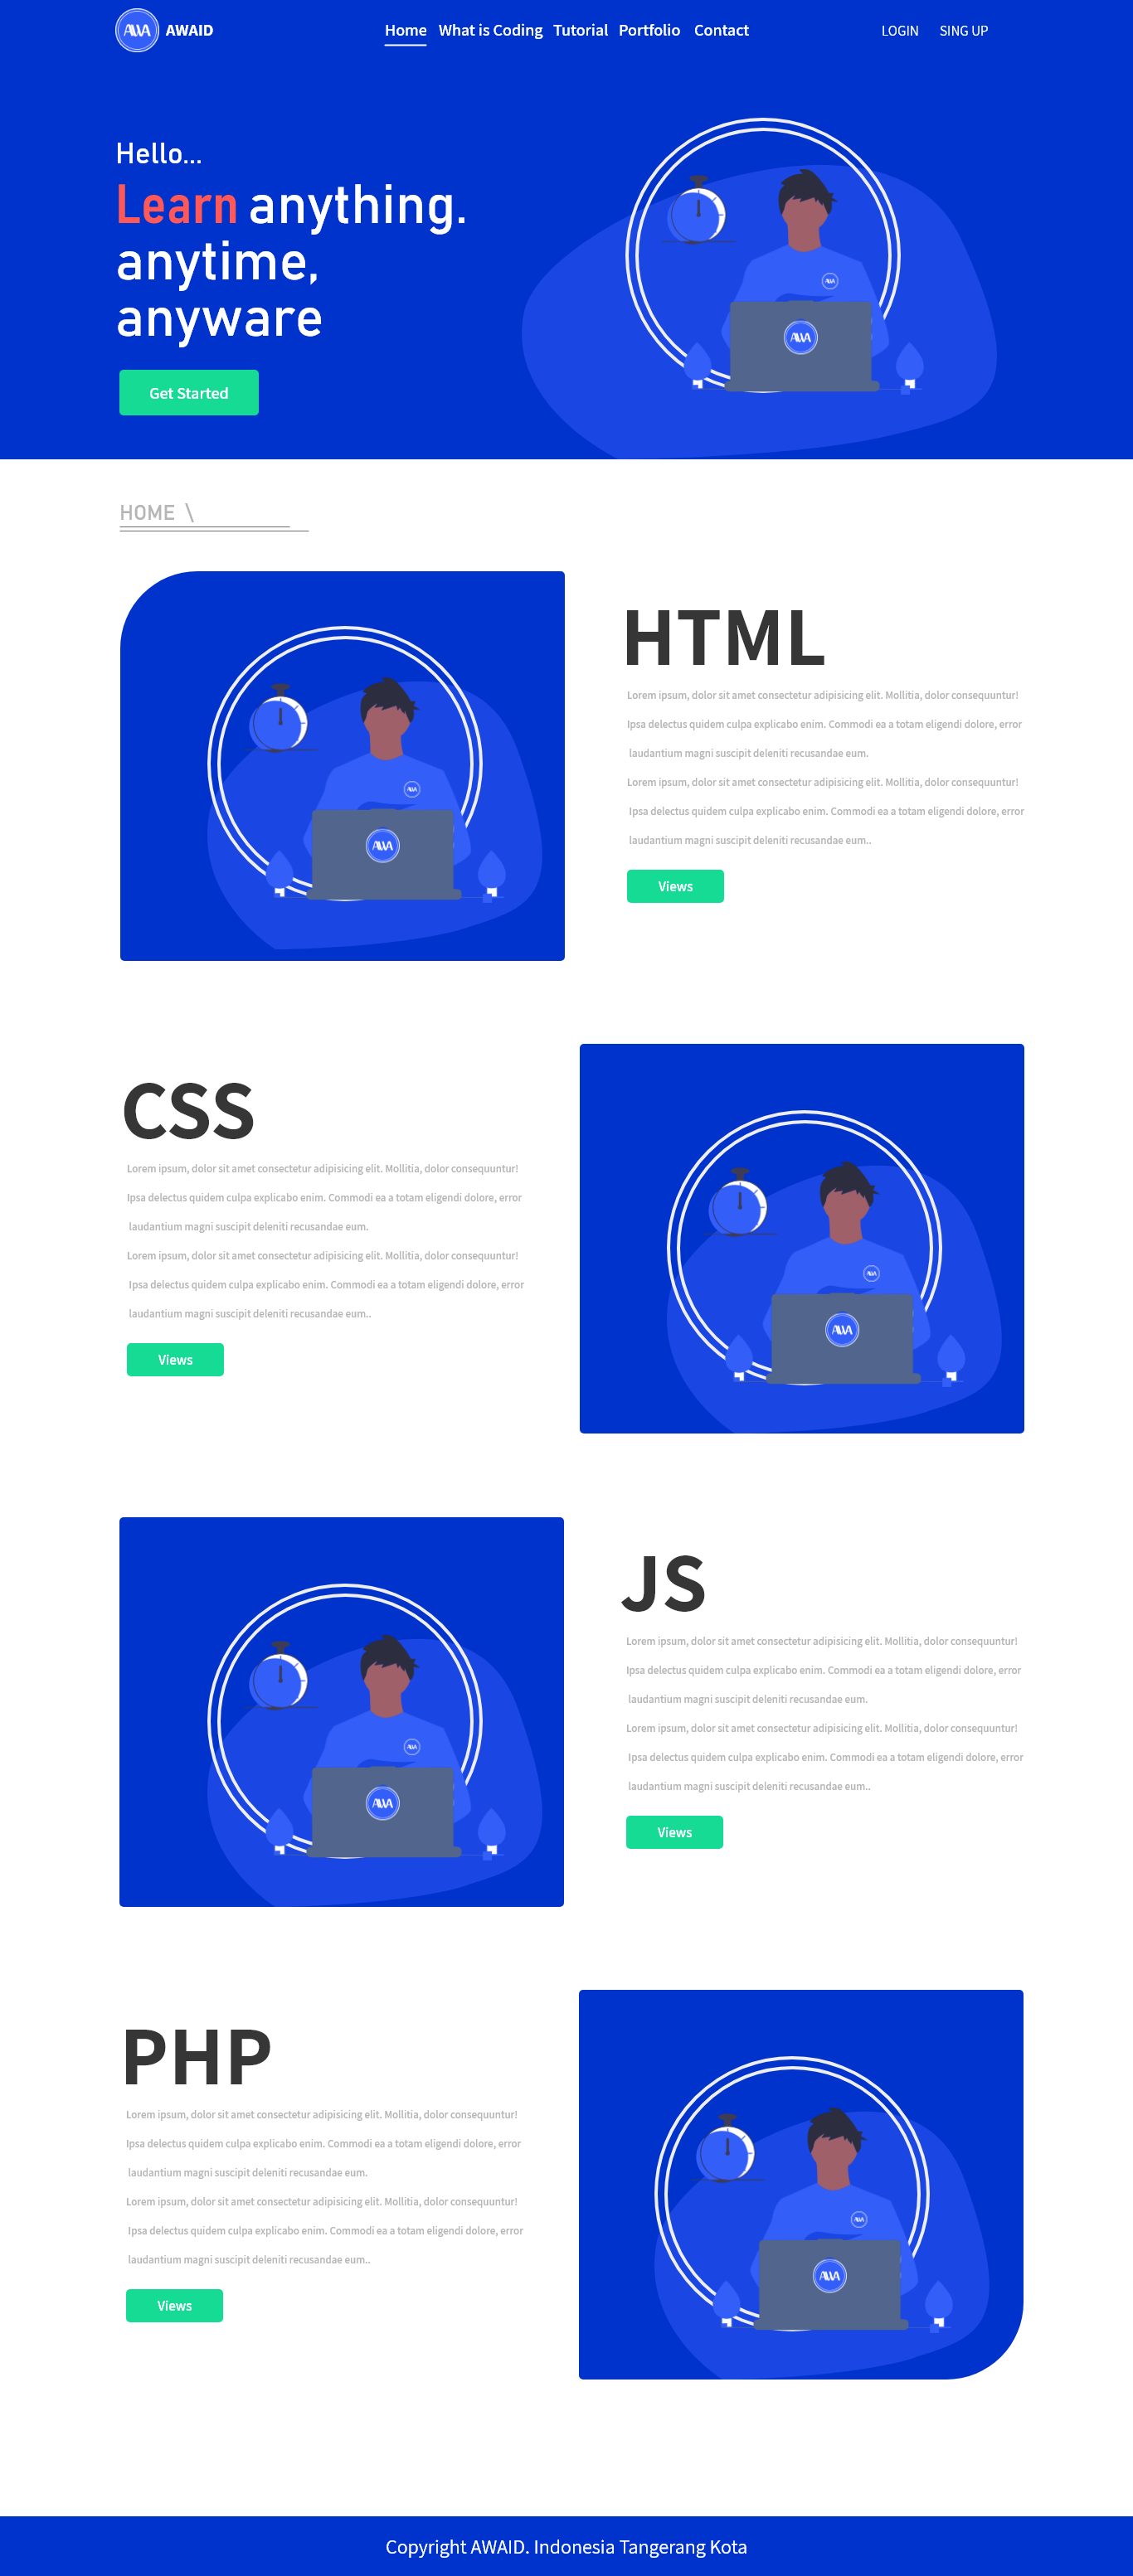 AWA AWAID Home What is Coding Tutorial Portfolio Contact LOGIN SING UP
Hello...
Learn anything.
anytime,
anyware
Get Started
AWA
AWA
HOME \
HTML
Lorem ipsum, dolor sit amet consectetur adipisicing elit. Mollitia, dolor consequuntur!
Ipsa delectus quidem culpa explicabo enim. Commodi ea a totam eligendi dolore, error
laudantium magni suscipit deleniti recusandae eum.
Lorem ipsum, dolor sit amet consectetur adipisicing elit. Mollitia, dolor consequuntur!
Ipsa delectus quidem culpa explicabo enim. Commodi ea a totam eligendi dolore, error
laudantium magni suscipit deleniti recusandae eum..
Views
AWA
AWA
CSS
Lorem ipsum, dolor sit amet consectetur adipisicing elit. Mollitia, dolor consequuntur!
Ipsa delectus quidem culpa explicabo enim. Commodi ea a totam eligendi dolore, error
laudantium magni suscipit deleniti recusandae eum.
Lorem ipsum, dolor sit amet consectetur adipisicing elit. Mollitia, dolor consequuntur!
Ipsa delectus quidem culpa explicabo enim. Commodi ea a totam eligendi dolore, error
laudantium magni suscipit deleniti recusandae eum..
Views
AWA
AWA
JS
Lorem ipsum, dolor sit amet consectetur adipisicing elit. Mollitia, dolor consequuntur!
Ipsa delectus quidem culpa explicabo enim. Commodi ea a totam eligendi dolore, error
laudantium magni suscipit deleniti recusandae eum.
Lorem ipsum, dolor sit amet consectetur adipisicing elit. Mollitia, dolor consequuntur!
Ipsa delectus quidem culpa explicabo enim. Commodi ea a totam eligendi dolore, error
laudantium magni suscipit deleniti recusandae eum..
Views
AWA
AWA
PHP
Lorem ipsum, dolor sit amet consectetur adipisicing elit. Mollitia, dolor consequuntur!
Ipsa delectus quidem culpa explicabo enim. Commodi ea a totam eligendi dolore, error
laudantium magni suscipit deleniti recusandae eum.
Lorem ipsum, dolor sit amet consectetur adipisicing elit. Mollitia, dolor consequuntur!
Ipsa delectus quidem culpa explicabo enim. Commodi ea a totam eligendi dolore, error
laudantium magni suscipit deleniti recusandae eum..
Views
AWA
AWA
Copyright AWAID. Indonesia Tangerang Kota